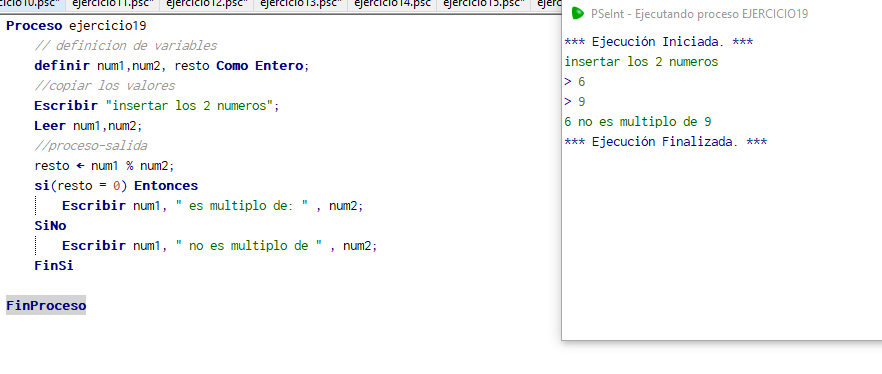 ejercicio11.psc* ejercicio12.psc* ejercicio13.psc* ejercicio14.psc ejercicio15.psc*
Proceso ejercicio19
// definicion de variables
definir num1,num2, resto Como Entero;
//copiar los valores
Escribir "insertar los 2 numeros";
Leer num1,num2;
//proceso-salida
resto ← num1 % num2;
si(resto = 0) Entonces
Escribir num1, " es multiplo de: " , num2;
SiNo
Escribir num1, " no es multiplo de " , num2;
FinSi
FinProceso
PSeInt - Ejecutando proceso EJERCICIO19
*** Ejecución Iniciada. ***
insertar los 2 numeros
> 6
> 9
6 no es multiplo de 9
*** Ejecución Finalizada. ***